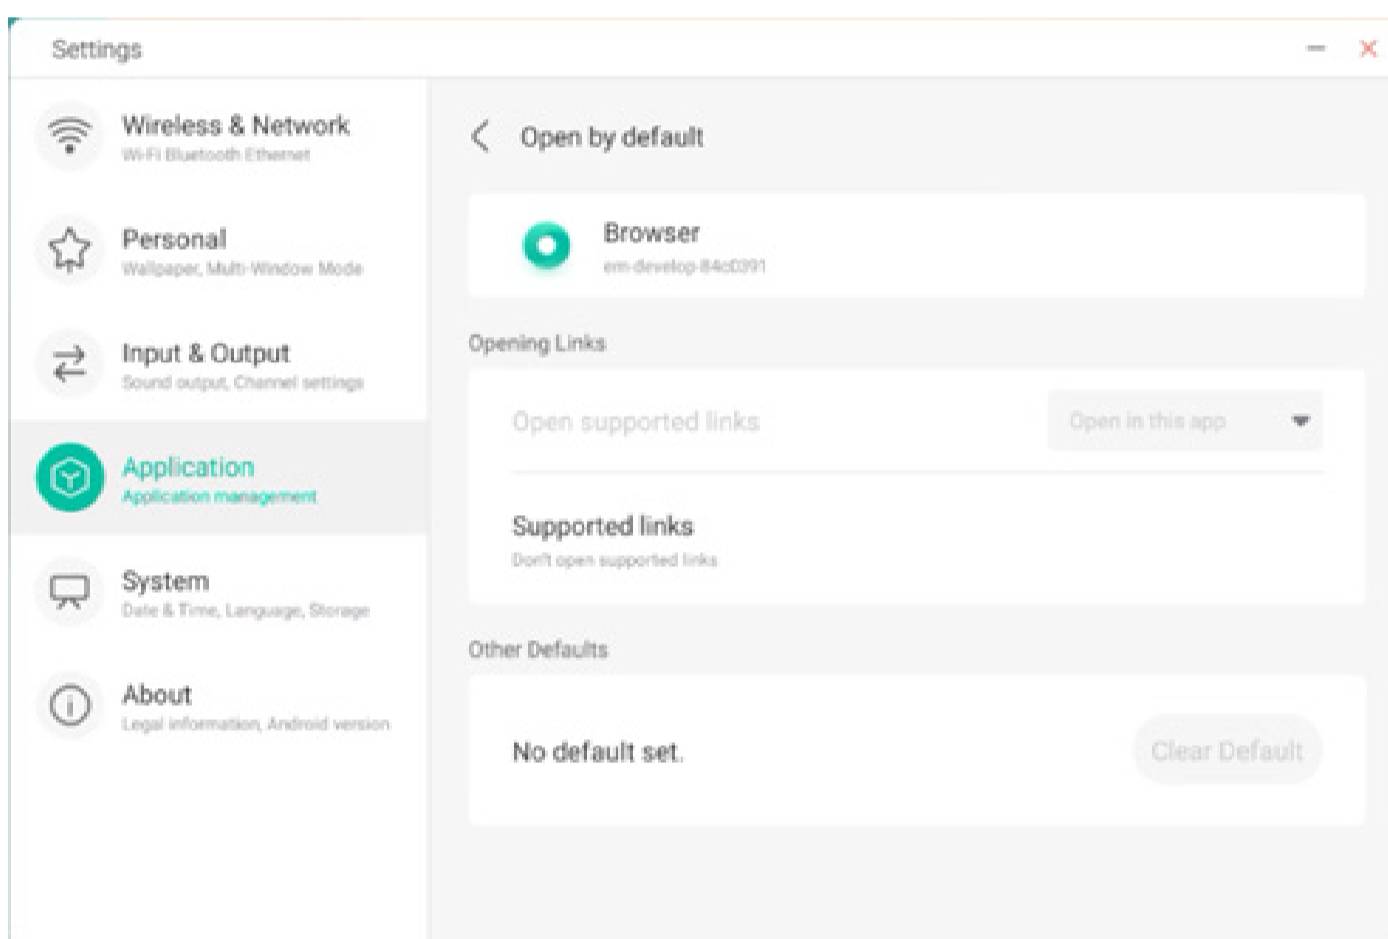 Settings
Wireless & Network
Wi-Fi Bluetooth Ethernet
Personal
Wallpaper, Multi-Window Mode
Input & Output
Sound output, Channel settings
Application
Application management
System
Date & Time, Language, Storage
About
Legal information, Android version
Open by default
Browser
em-develop-84c0391
Opening Links
Open supported links
Open in this app
Supported links
Don't open supported links
Other Defaults
No default set.
Clear Default